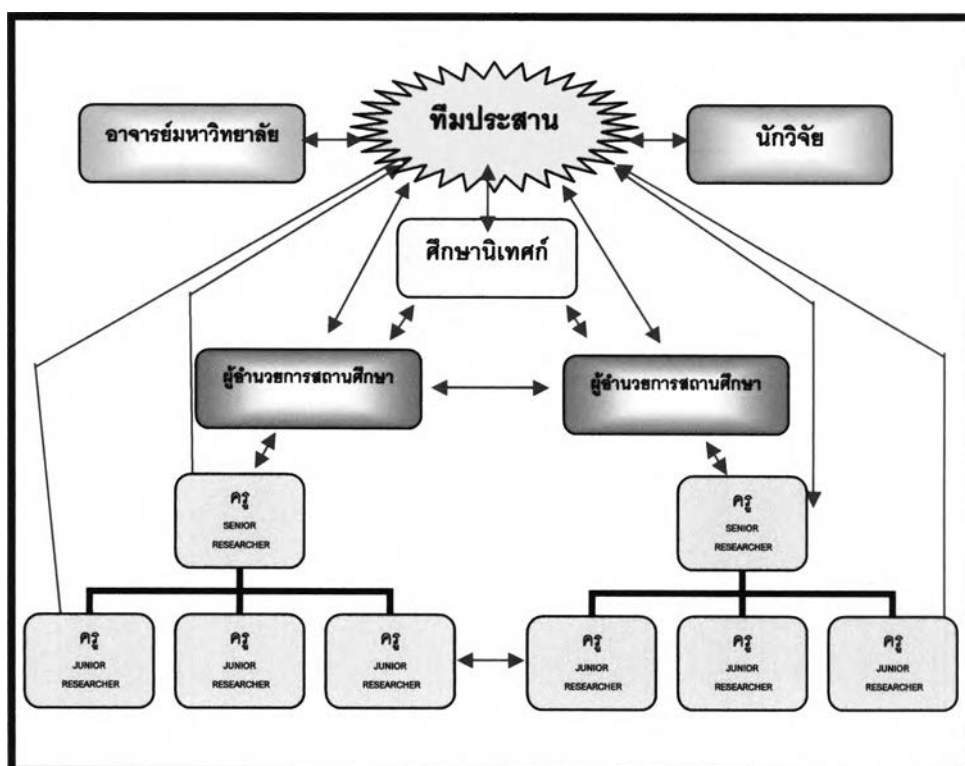 ทีมประสาน
อาจารย์มหาวิทยาลัย
นักวิจัย
ศึกษานิเทศก์
ผู้อำนวยการสถานศึกษา
ผู้อำนวยการสถานศึกษา
ครู
SENIOR
RESEARCHER
ครู
SENIOR
RESEARCHER
ครู
JUNIOR
RESEARCHER
ครู
JUNIOR
RESEARCHER
ครู
JUNIOR
RESEARCHER
ครู
JUNIOR
RESEARCHER
ครู
JUNIOR
RESEARCHER
ครู
JUNIOR
RESEARCHER